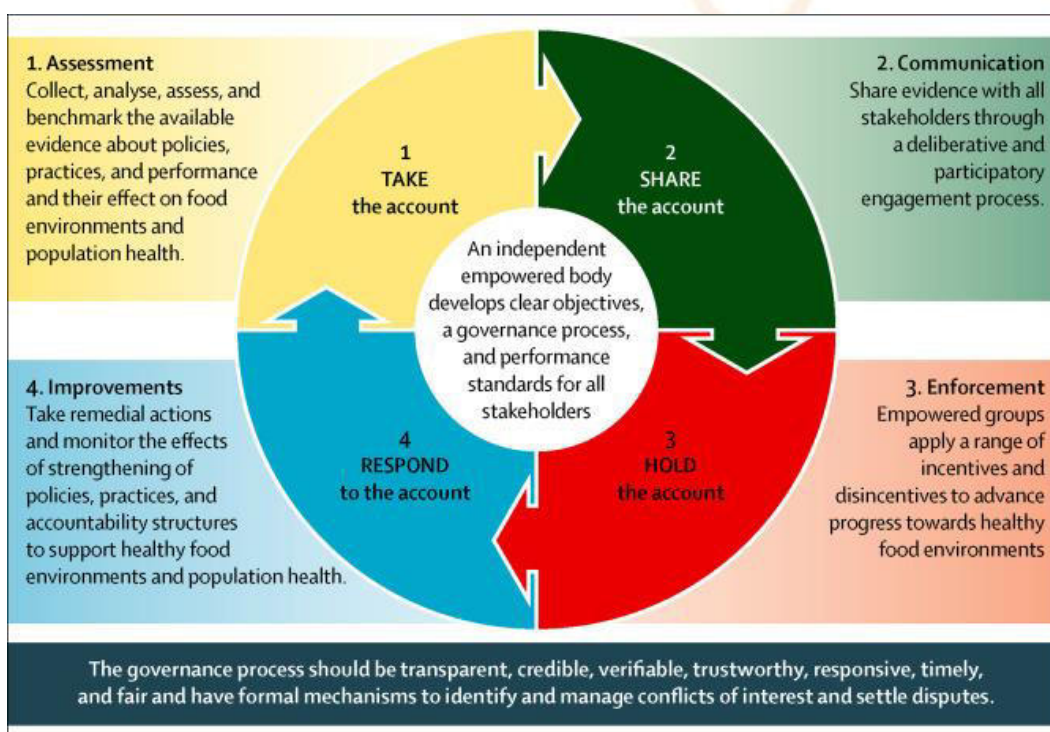 1. Assessment
Collect, analyse, assess, and
benchmark the available
evidence about policies,
practices, and performance
and their effect on food
environments and
population health.
2. Communication
Share evidence with all
stakeholders through
a deliberative and
participatory
engagement process.
1
TAKE
the account
2
SHARE
the account
An independent
empowered body
develops clear objectives,
a governance process,
and performance
standards for all
stakeholders
4. Improvements
Take remedial actions
and monitor the effects
of strengthening of
policies, practices, and
accountability structures
to support healthy food
environments and population health.
4
RESPOND
to the account
3
HOLD
the account
3. Enforcement
Empowered groups
apply a range of
incentives and
disincentives to advance
progress towards healthy
food environments
The governance process should be transparent, credible, verifiable, trustworthy, responsive, timely,
and fair and have formal mechanisms to identify and manage conflicts of interest and settle disputes.